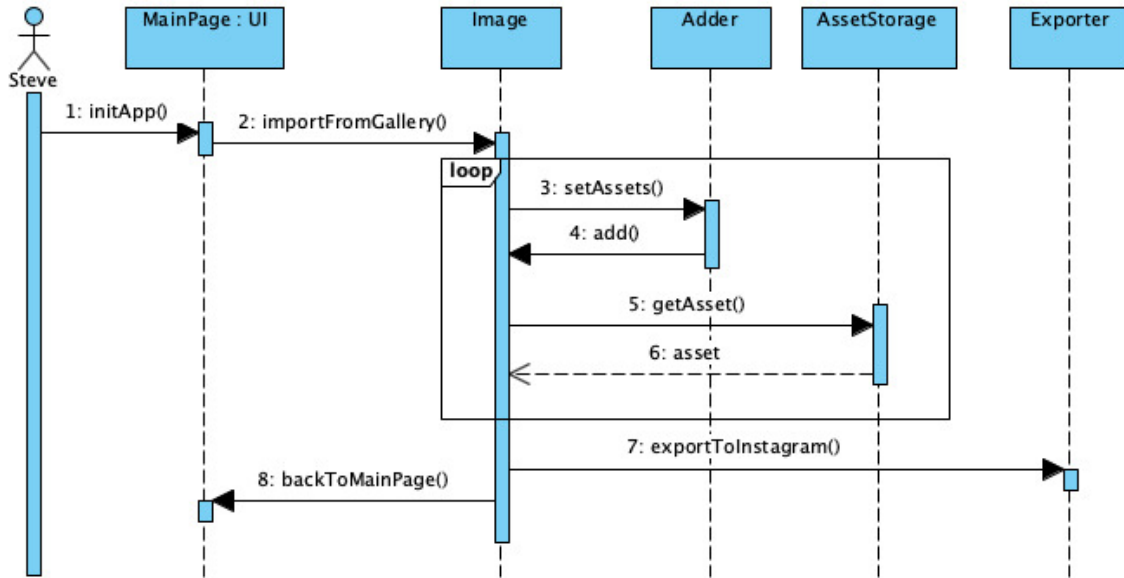 MainPage : UI
Image
Adder
AssetStorage
Exporter
Steve
1: initApp()
2: importFromGallery()
loop
3: setAssets()
4: add()
5: getAsset()
6: asset
7: exportToInstagram()
8: backToMainPage()